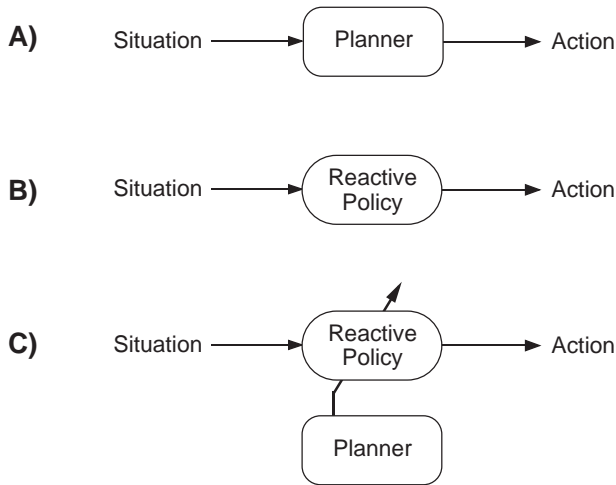 A) Situation Planner Action
B) Situation Reactive Policy Action
C) Situation Reactive Policy Action
Planner